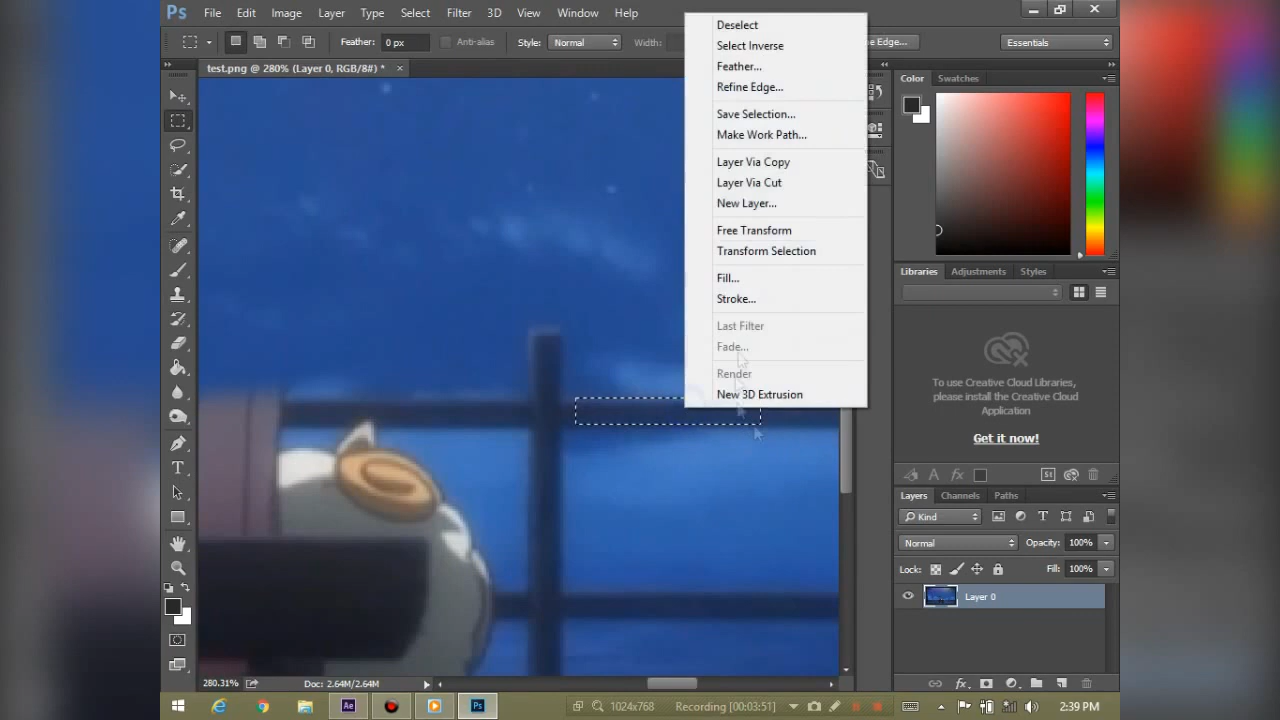 Ps File Edit Image Layer Type Select Filter 3D View Window Help
Feather: 0 px Anti-alias Style: Normal Width: e Edge... Essentials
test.png @ 280% (Layer 0, RGB/8#) * ×
Deselect
Select Inverse
Feather...
Refine Edge...
Save Selection...
Make Work Path...
Layer Via Copy
Layer Via Cut
New Layer...
Free Transform
Transform Selection
Fill...
Stroke...
Last Filter
Fade...
Render
New 3D Extrusion
Color Swatches
Libraries Adjustments Styles
To use Creative Cloud Libraries,
please install the Creative Cloud
Application
Get it now!
Layers Channels Paths
Kind
Normal Opacity: 100%
Lock: Fill: 100%
Layer 0
280.31% Doc: 2.64M/2.64M
Ae Ps 1024x768 Recording [00:03:51] 2:39 PM